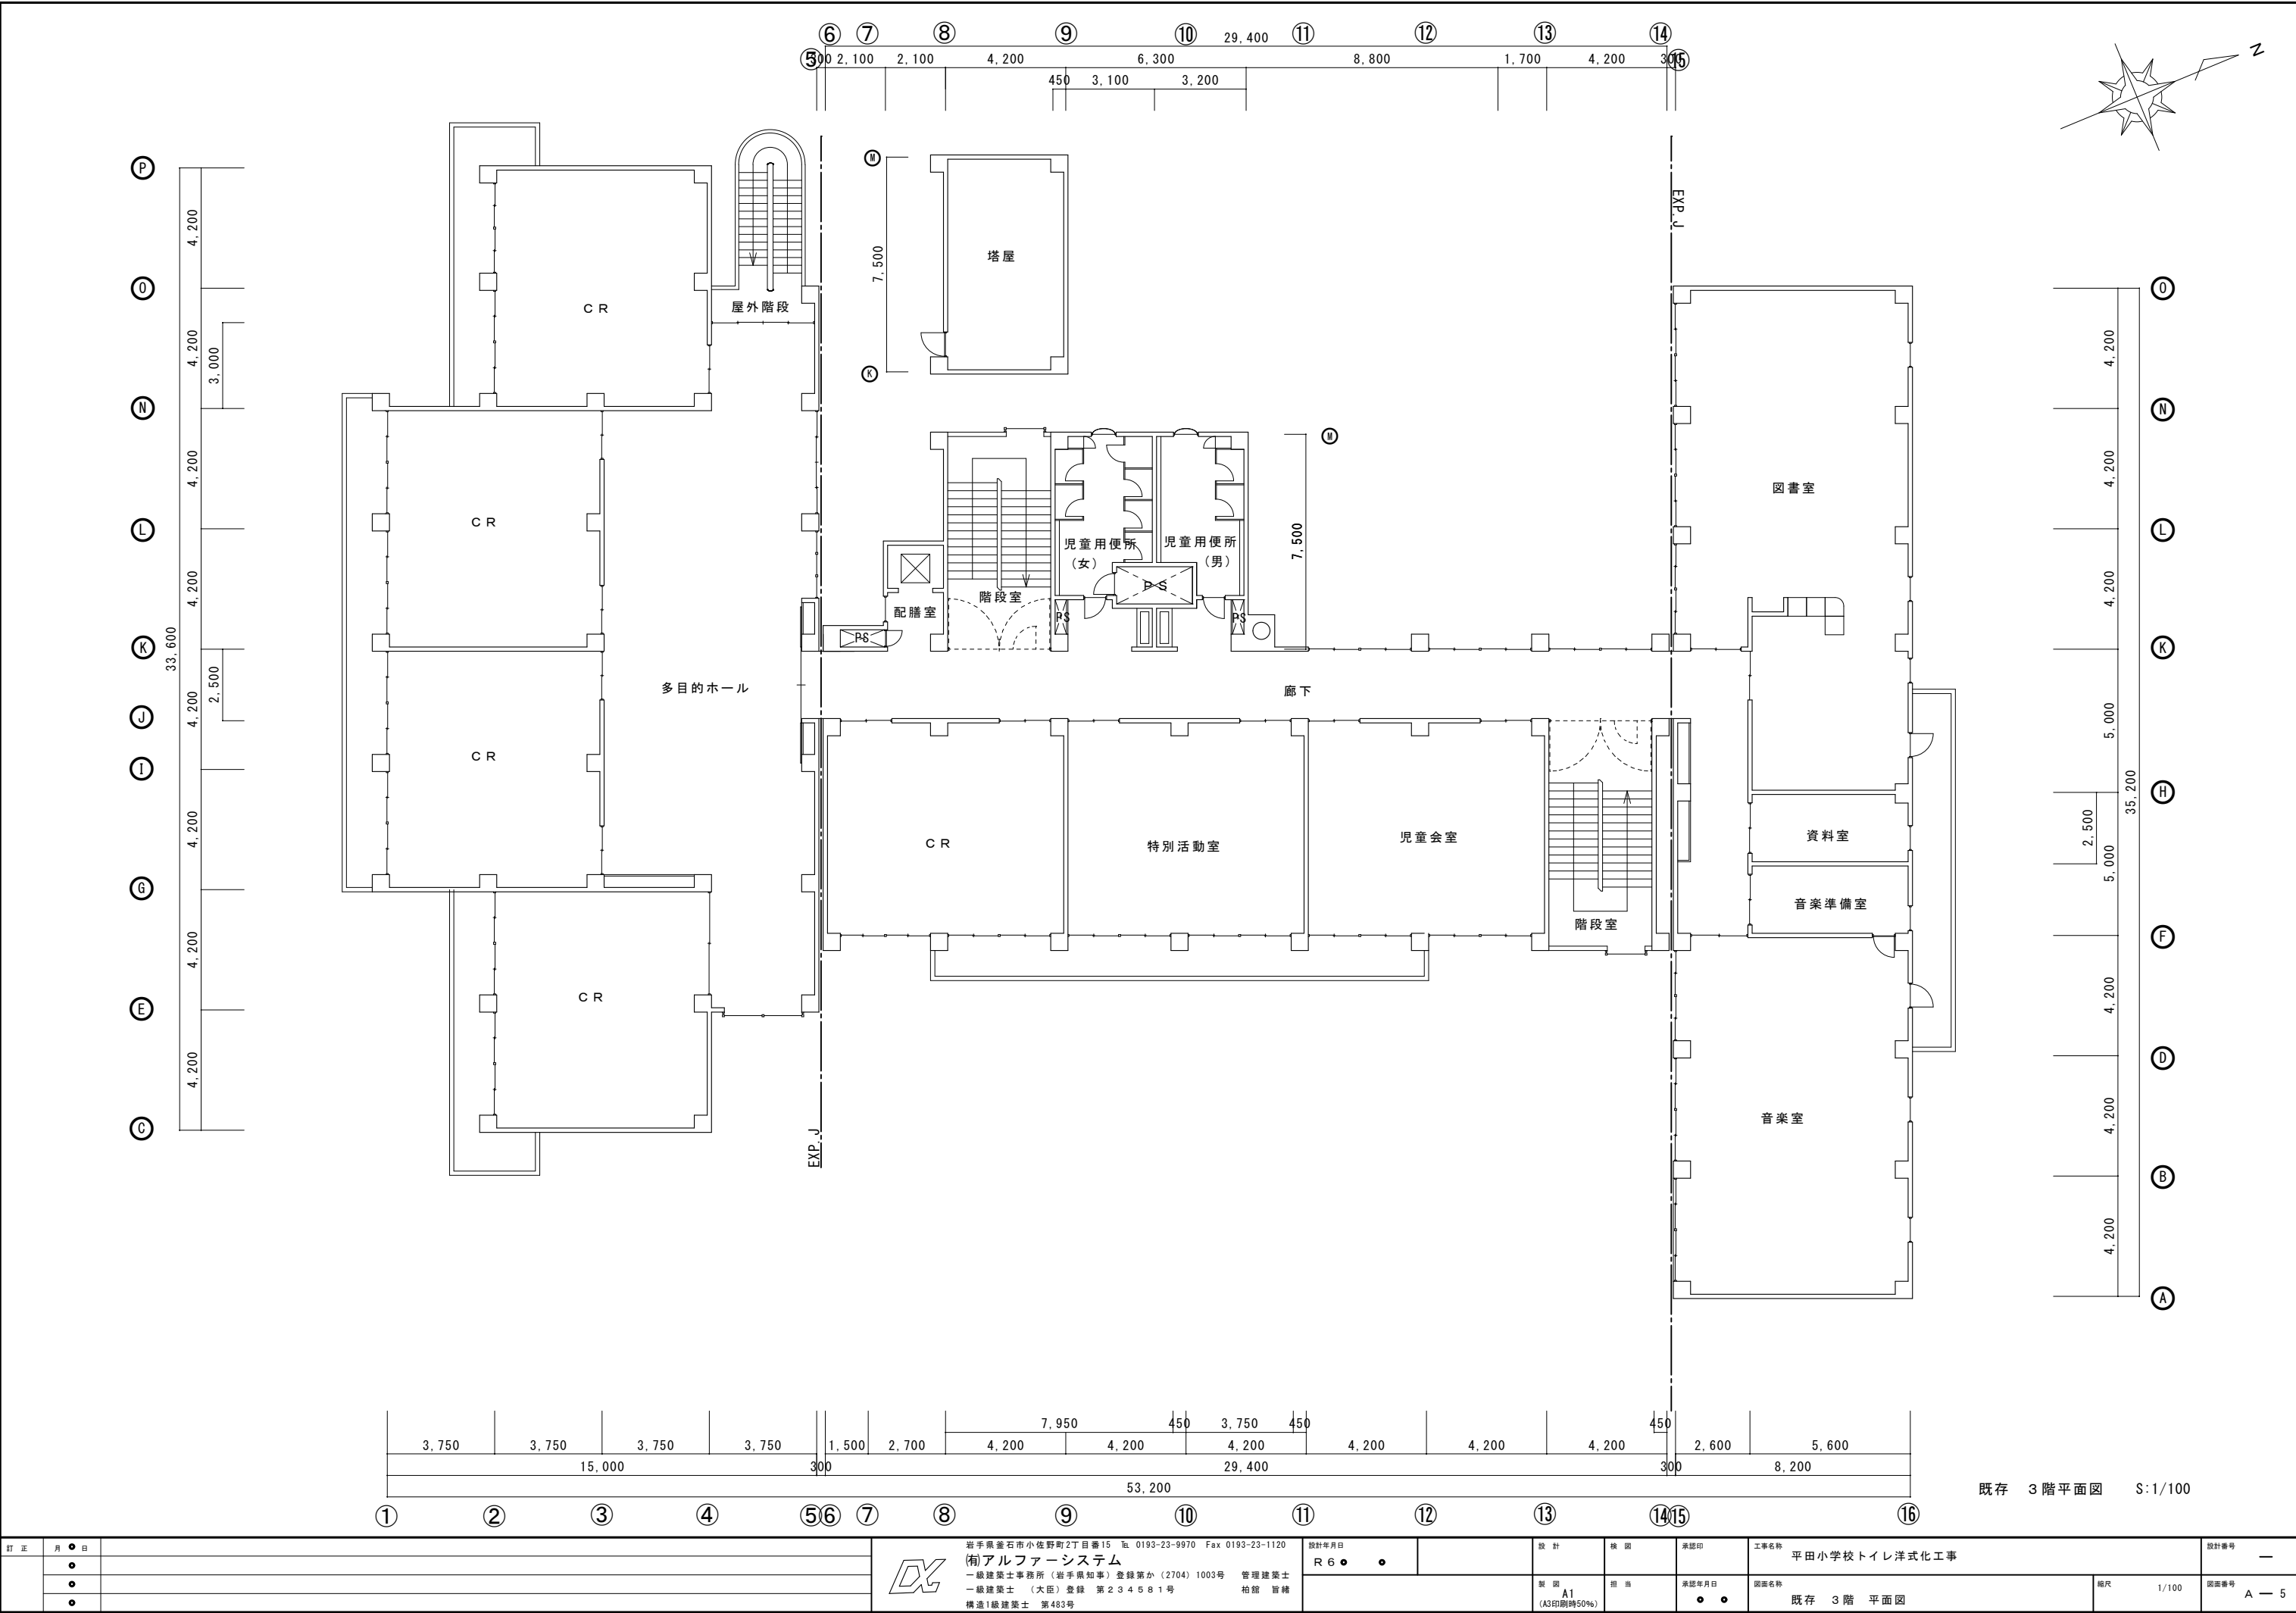 ⑥ ⑦ ⑧ ⑨ ⑩ ⑪ ⑫ ⑬ ⑭
29,400
⑤ 300 2,100 2,100 4,200 6,300 8,800 1,700 4,200 300 ⑮
450 3,100 3,200
N
P
O
N
L
K
J
I
G
E
C
4,200
4,200
3,000
4,200
4,200
33,600
4,200
2,500
4,200
4,200
4,200
M
7,500
K
塔屋
EXP.J
CR
屋外階段
CR
CR
CR
多目的ホール
M
7,500
児童用便所
(女)
児童用便所
(男)
PS
PS
PS
PS
階段室
配膳室
廊下
CR
特別活動室
児童会室
階段室
図書室
資料室
音楽準備室
音楽室
EXP.J
O
N
L
K
H
F
D
B
A
4,200
4,200
4,200
5,000
35,200
2,500
5,000
4,200
4,200
4,200
7,950 450 3,750 450 450
3,750 3,750 3,750 3,750 1,500 2,700 4,200 4,200 4,200 4,200 4,200 4,200 2,600 5,600
15,000 300 29,400 300 8,200
53,200
① ② ③ ④ ⑤ ⑥ ⑦ ⑧ ⑨ ⑩ ⑪ ⑫ ⑬ ⑭ ⑮ ⑯
既存 3階平面図 S:1/100
訂正 月 日
岩手県釜石市小佐野町2丁目番15 ℡ 0193-23-9970 Fax 0193-23-1120
㈲アルファーシステム
一級建築士事務所(岩手県知事)登録第か(2704)1003号 管理建築士
一級建築士 (大臣)登録 第234581号 柏舘 旨緒
構造1級建築士 第483号
設計年月日
R6
設計
検図
承認印
製図
A1
(A3印刷時50%)
担当
承認年月日
工事名称
平田小学校トイレ洋式化工事
図面名称
既存 3階 平面図
縮尺
1/100
設計番号
—
図面番号
A — 5